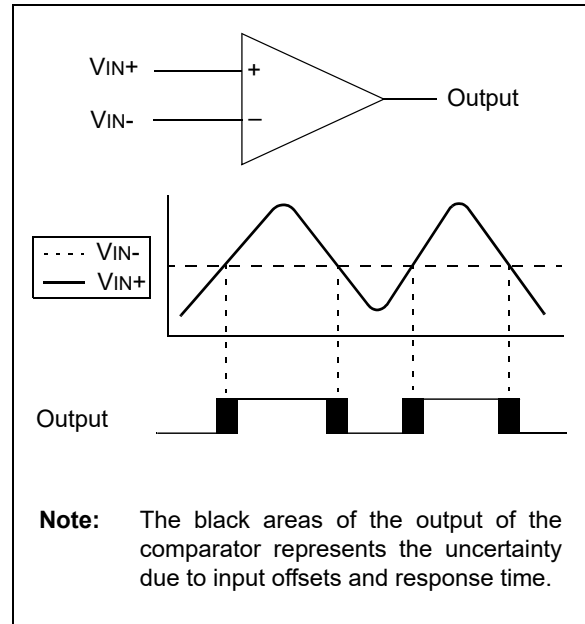 VIN+
+
Output
VIN-
–
VIN-
VIN+
Output
Note: The black areas of the output of the
comparator represents the uncertainty
due to input offsets and response time.